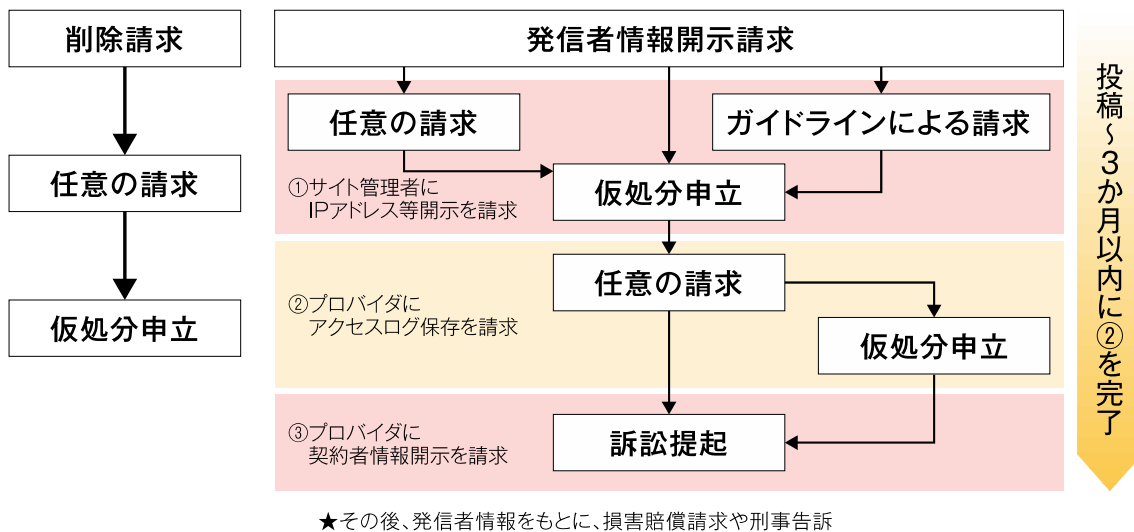 削除請求
任意の請求
仮処分申立
発信者情報開示請求
任意の請求
ガイドラインによる請求
①サイト管理者に
IPアドレス等開示を請求
仮処分申立
②プロバイダに
アクセスログ保存を請求
任意の請求
仮処分申立
③プロバイダに
契約者情報開示を請求
訴訟提起
投稿～3か月以内に②を完了
★その後、発信者情報をもとに、損害賠償請求や刑事告訴